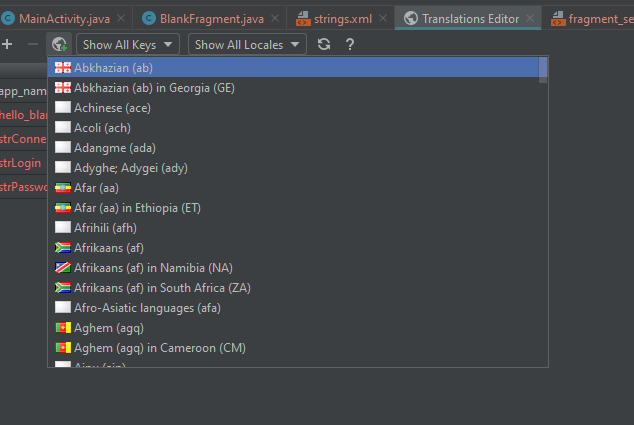 MainActivity.java BlankFragment.java strings.xml Translations Editor fragment_se
Show All Keys Show All Locales ?
Abkhazian (ab)
Abkhazian (ab) in Georgia (GE)
app_nam
Achinese (ace)
hello_bla
Acoli (ach)
strConne
Adangme (ada)
strLogin
Adyghe; Adygei (ady)
strPasswo
Afar (aa)
Afar (aa) in Ethiopia (ET)
Afrihili (afh)
Afrikaans (af)
Afrikaans (af) in Namibia (NA)
Afrikaans (af) in South Africa (ZA)
Afro-Asiatic languages (afa)
Aghem (agq)
Aghem (agq) in Cameroon (CM)